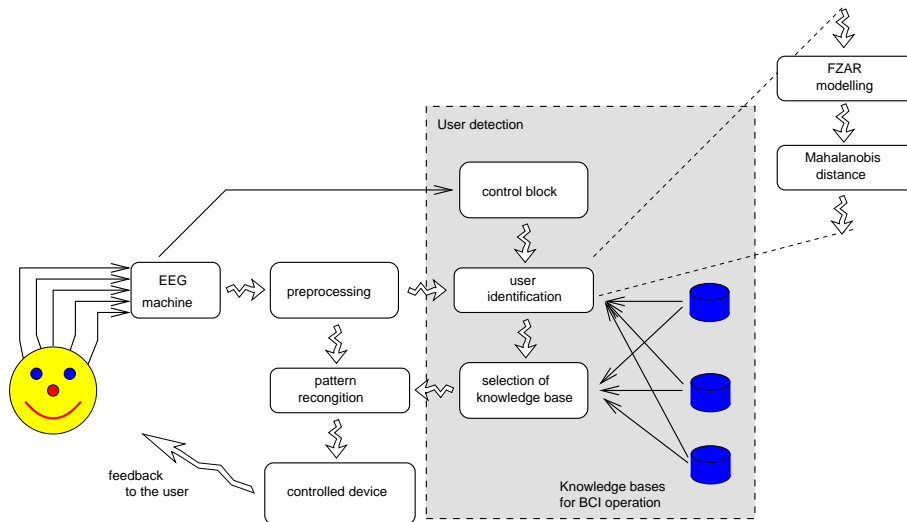 FZAR
modelling
Mahalanobis
distance
User detection
control block
EEG
machine
preprocessing
user
identification
pattern
recongition
selection of
knowledge base
feedback
to the user
controlled device
Knowledge bases
for BCI operation